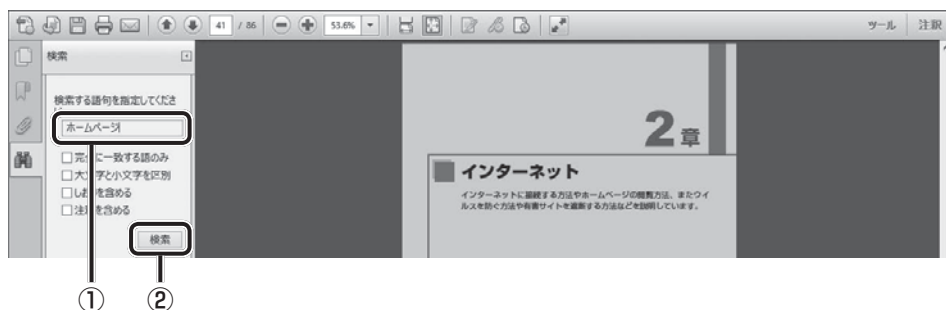 41 / 86 53.6% ツール 注釈
検索
検索する語句を指定してくださ
ホームページ
完全に一致する語のみ
大文字と小文字を区別
しおりを含める
注釈を含める
検索
① ②
2章
インターネット
インターネットに接続する方法やホームページの閲覧方法、またウイ
ルスを防ぐ方法や有害サイトを遮断する方法などを説明しています。